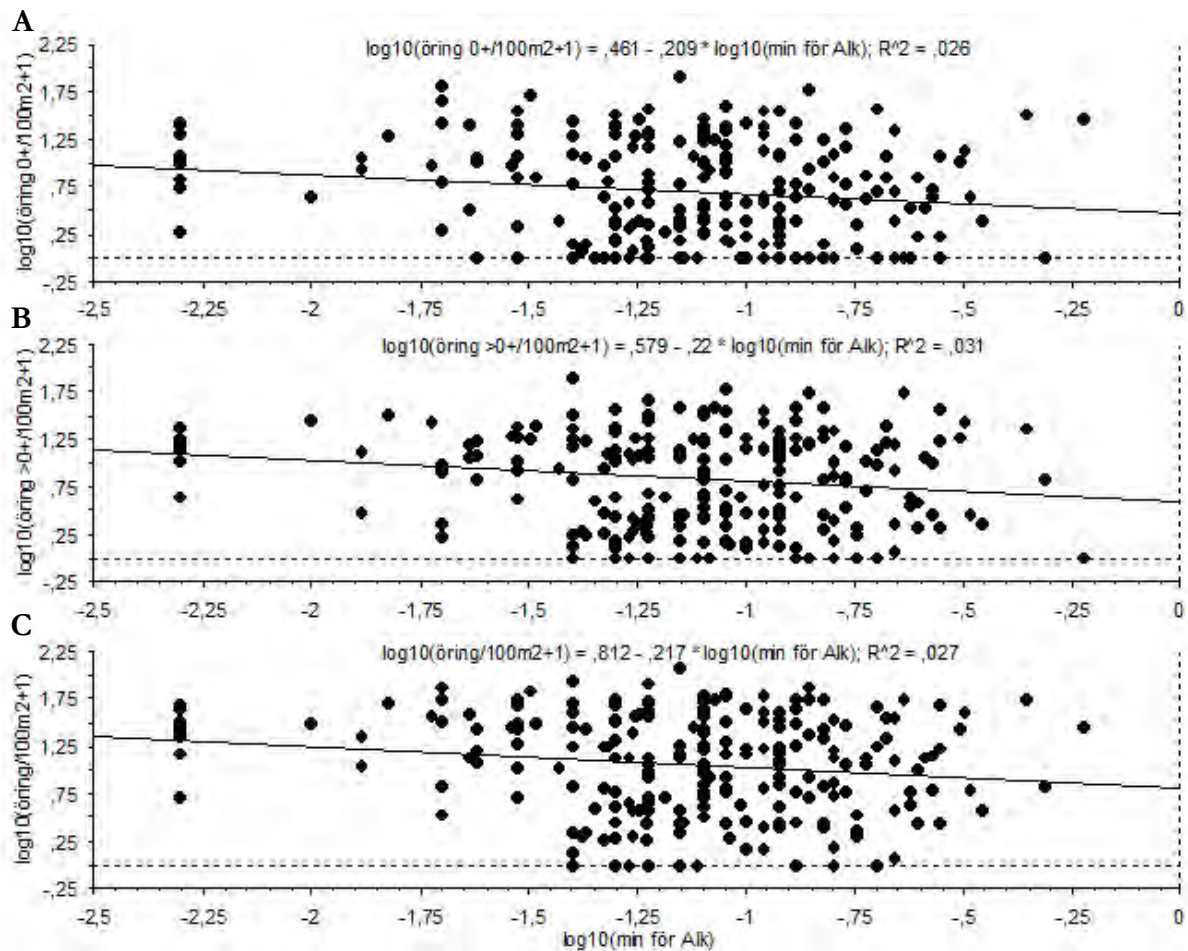 A
log10(öring 0+/100m2+1) = ,461 - ,209 * log10(min för Alk); R^2 = ,026
log10(öring 0+/100m2+1)
2,25
1,75
1,25
,75
,25
-,25
-2,5 -2,25 -2 -1,75 -1,5 -1,25 -1 -,75 -,5 -,25 0
B
log10(öring >0+/100m2+1) = ,579 - ,22 * log10(min för Alk); R^2 = ,031
log10(öring >0+/100m2+1)
2,25
1,75
1,25
,75
,25
-,25
-2,5 -2,25 -2 -1,75 -1,5 -1,25 -1 -,75 -,5 -,25 0
C
log10(öring/100m2+1) = ,812 - ,217 * log10(min för Alk); R^2 = ,027
log10(öring/100m2+1)
2,25
1,75
1,25
,75
,25
-,25
-2,5 -2,25 -2 -1,75 -1,5 -1,25 -1 -,75 -,5 -,25 0
log10(min för Alk)